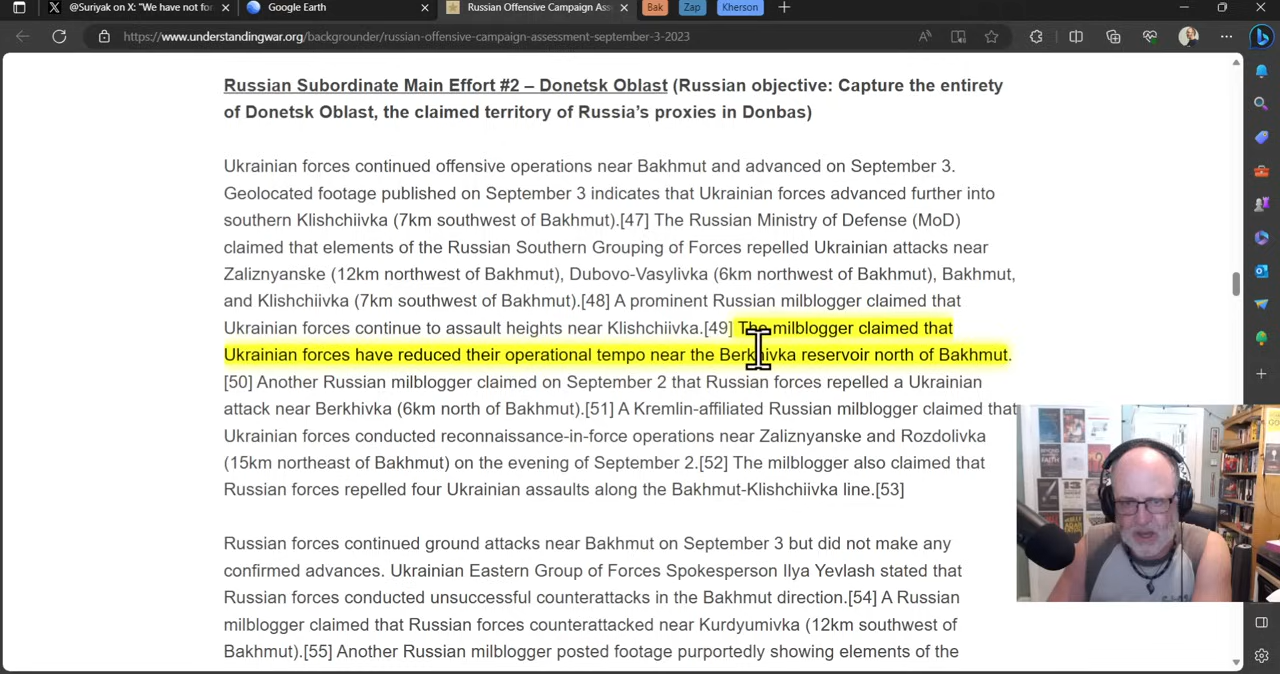 @Suriyak on X: "We have not for
Google Earth
Russian Offensive Campaign Ass
Bak
Zap
Kherson
https://www.understandingwar.org/backgrounder/russian-offensive-campaign-assessment-september-3-2023
Russian Subordinate Main Effort #2 – Donetsk Oblast (Russian objective: Capture the entirety
of Donetsk Oblast, the claimed territory of Russia’s proxies in Donbas)
Ukrainian forces continued offensive operations near Bakhmut and advanced on September 3.
Geolocated footage published on September 3 indicates that Ukrainian forces advanced further into
southern Klishchiivka (7km southwest of Bakhmut).[47] The Russian Ministry of Defense (MoD)
claimed that elements of the Russian Southern Grouping of Forces repelled Ukrainian attacks near
Zaliznyanske (12km northwest of Bakhmut), Dubovo-Vasylivka (6km northwest of Bakhmut), Bakhmut,
and Klishchiivka (7km southwest of Bakhmut).[48] A prominent Russian milblogger claimed that
Ukrainian forces continue to assault heights near Klishchiivka.[49] The milblogger claimed that
Ukrainian forces have reduced their operational tempo near the Berkhivka reservoir north of Bakhmut.
[50] Another Russian milblogger claimed on September 2 that Russian forces repelled a Ukrainian
attack near Berkhivka (6km north of Bakhmut).[51] A Kremlin-affiliated Russian milblogger claimed that
Ukrainian forces conducted reconnaissance-in-force operations near Zaliznyanske and Rozdolivka
(15km northeast of Bakhmut) on the evening of September 2.[52] The milblogger also claimed that
Russian forces repelled four Ukrainian assaults along the Bakhmut-Klishchiivka line.[53]
Russian forces continued ground attacks near Bakhmut on September 3 but did not make any
confirmed advances. Ukrainian Eastern Group of Forces Spokesperson Ilya Yevlash stated that
Russian forces conducted unsuccessful counterattacks in the Bakhmut direction.[54] A Russian
milblogger claimed that Russian forces counterattacked near Kurdyumivka (12km southwest of
Bakhmut).[55] Another Russian milblogger posted footage purportedly showing elements of the